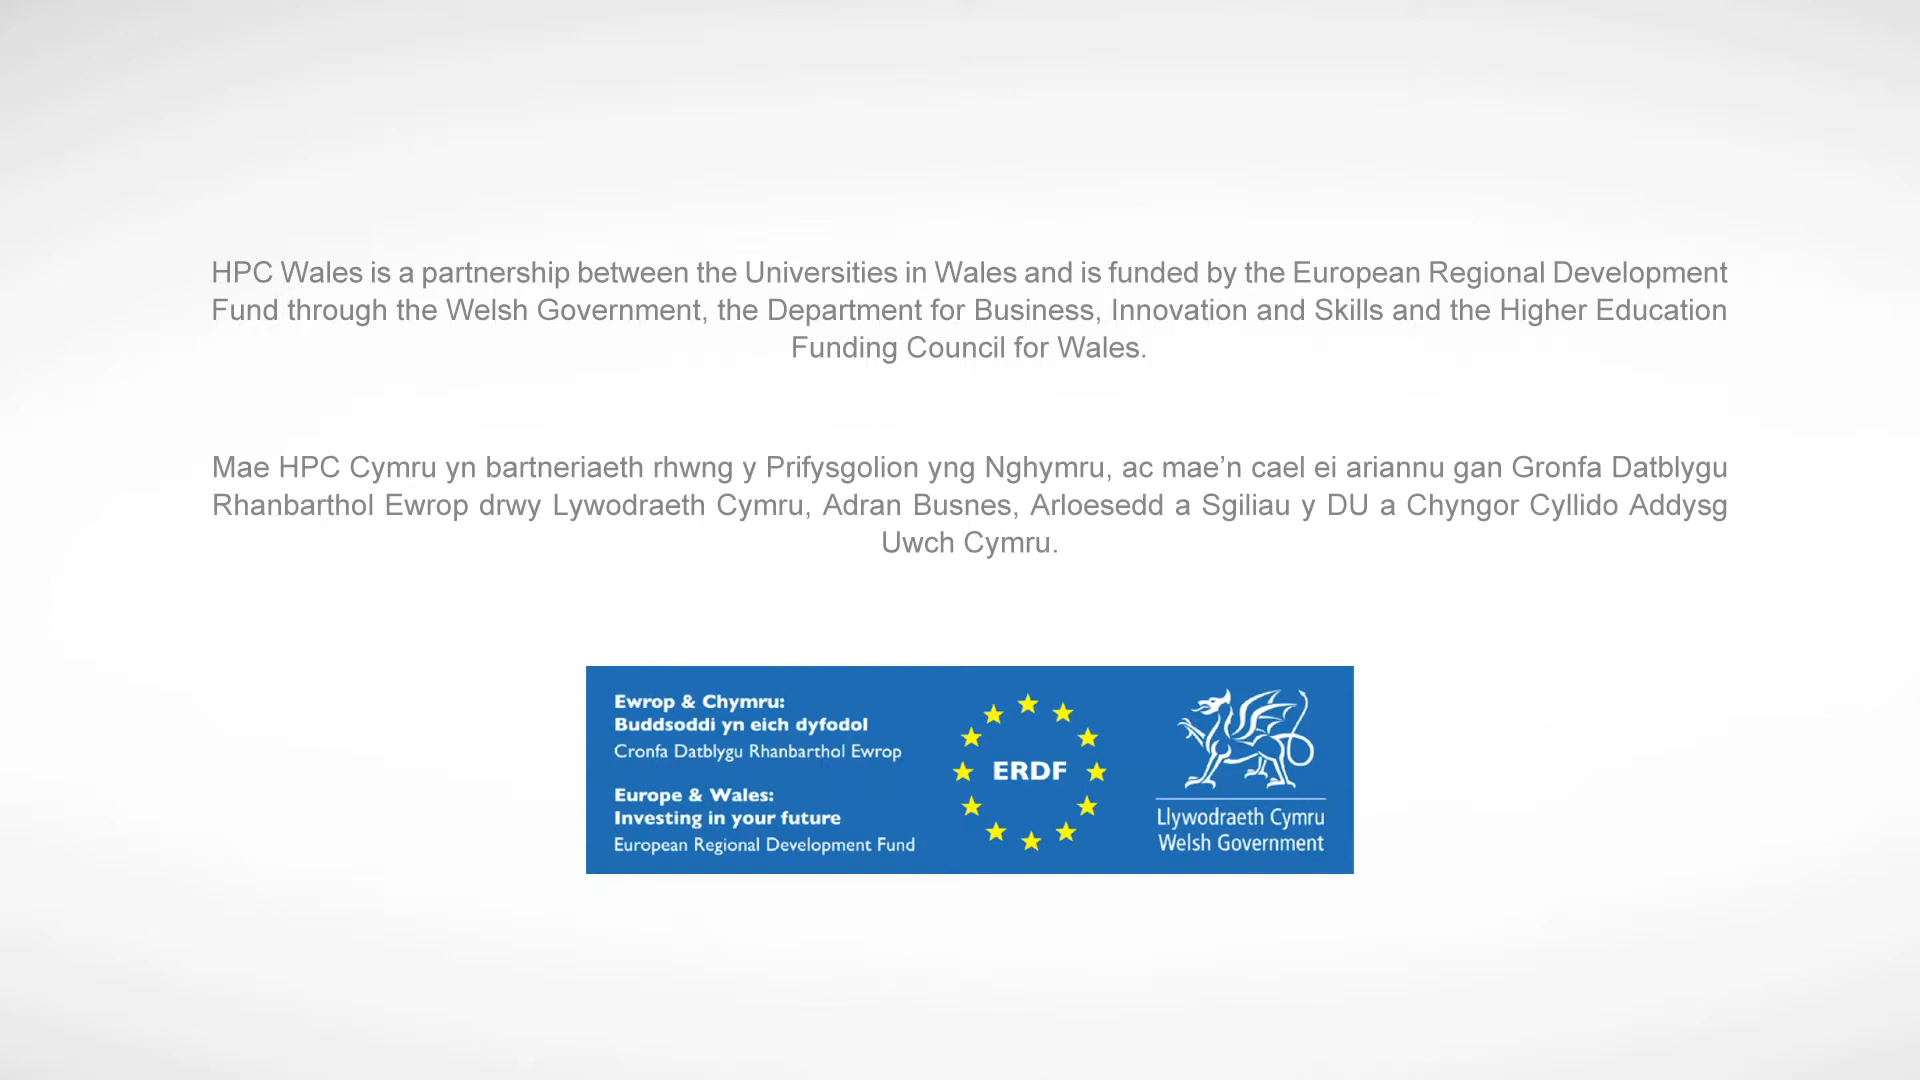 HPC Wales is a partnership between the Universities in Wales and is funded by the European Regional Development
Fund through the Welsh Government, the Department for Business, Innovation and Skills and the Higher Education
Funding Council for Wales.
Mae HPC Cymru yn bartneriaeth rhwng y Prifysgolion yng Nghymru, ac mae’n cael ei ariannu gan Gronfa Datblygu
Rhanbarthol Ewrop drwy Lywodraeth Cymru, Adran Busnes, Arloesedd a Sgiliau y DU a Chyngor Cyllido Addysg
Uwch Cymru.
Ewrop & Chymru:
Buddsoddi yn eich dyfodol
Cronfa Datblygu Rhanbarthol Ewrop
Europe & Wales:
Investing in your future
European Regional Development Fund
ERDF
Llywodraeth Cymru
Welsh Government